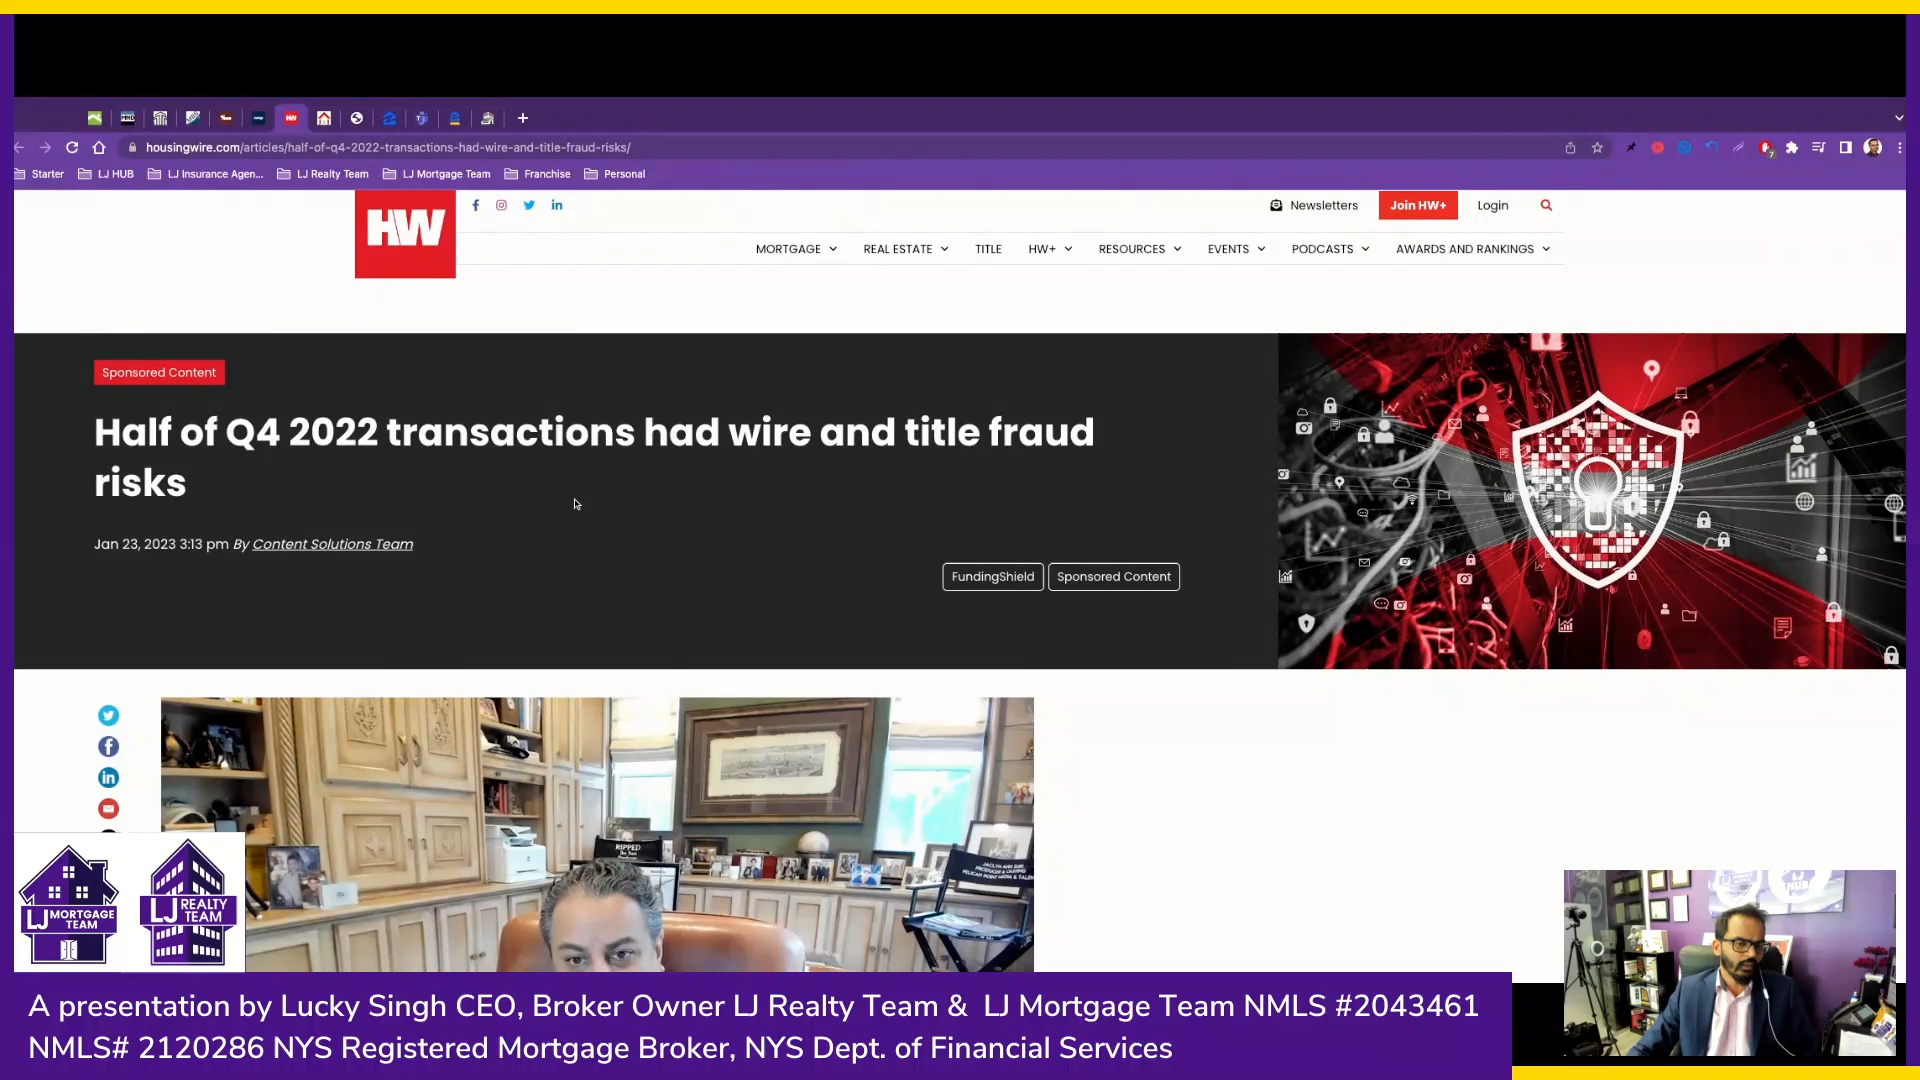 housingwire.com/articles/half-of-q4-2022-transactions-had-wire-and-title-fraud-risks/
Starter LJ HUB LJ Insurance Agen... LJ Realty Team LJ Mortgage Team Franchise Personal
HW
Newsletters Join HW+ Login
MORTGAGE REAL ESTATE TITLE HW+ RESOURCES EVENTS PODCASTS AWARDS AND RANKINGS
Sponsored Content
Half of Q4 2022 transactions had wire and title fraud
risks
Jan 23, 2023 3:13 pm By Content Solutions Team
FundingShield Sponsored Content
RIPPED
LJ MORTGAGE
TEAM
LJ REALTY
TEAM
A presentation by Lucky Singh CEO, Broker Owner LJ Realty Team & LJ Mortgage Team NMLS #2043461
NMLS# 2120286 NYS Registered Mortgage Broker, NYS Dept. of Financial Services